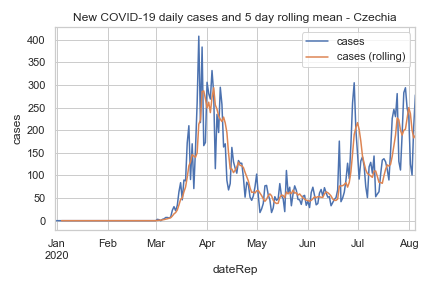 New COVID-19 daily cases and 5 day rolling mean - Czechia
cases
cases (rolling)
400
350
300
250
200
150
100
50
0
cases
Jan
2020
Feb
Mar
Apr
May
Jun
Jul
Aug
dateRep